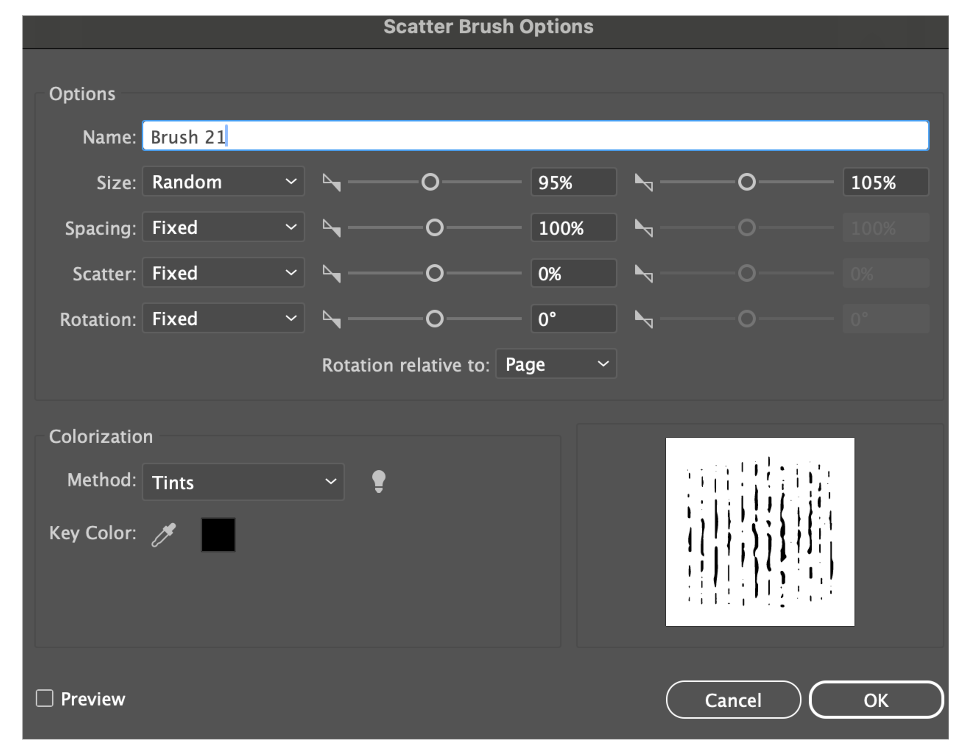 Scatter Brush Options
Options
Name: Brush 21
Size: Random 95% 105%
Spacing: Fixed 100% 100%
Scatter: Fixed 0% 0%
Rotation: Fixed 0° 0°
Rotation relative to: Page
Colorization
Method: Tints
Key Color:
Preview
Cancel OK